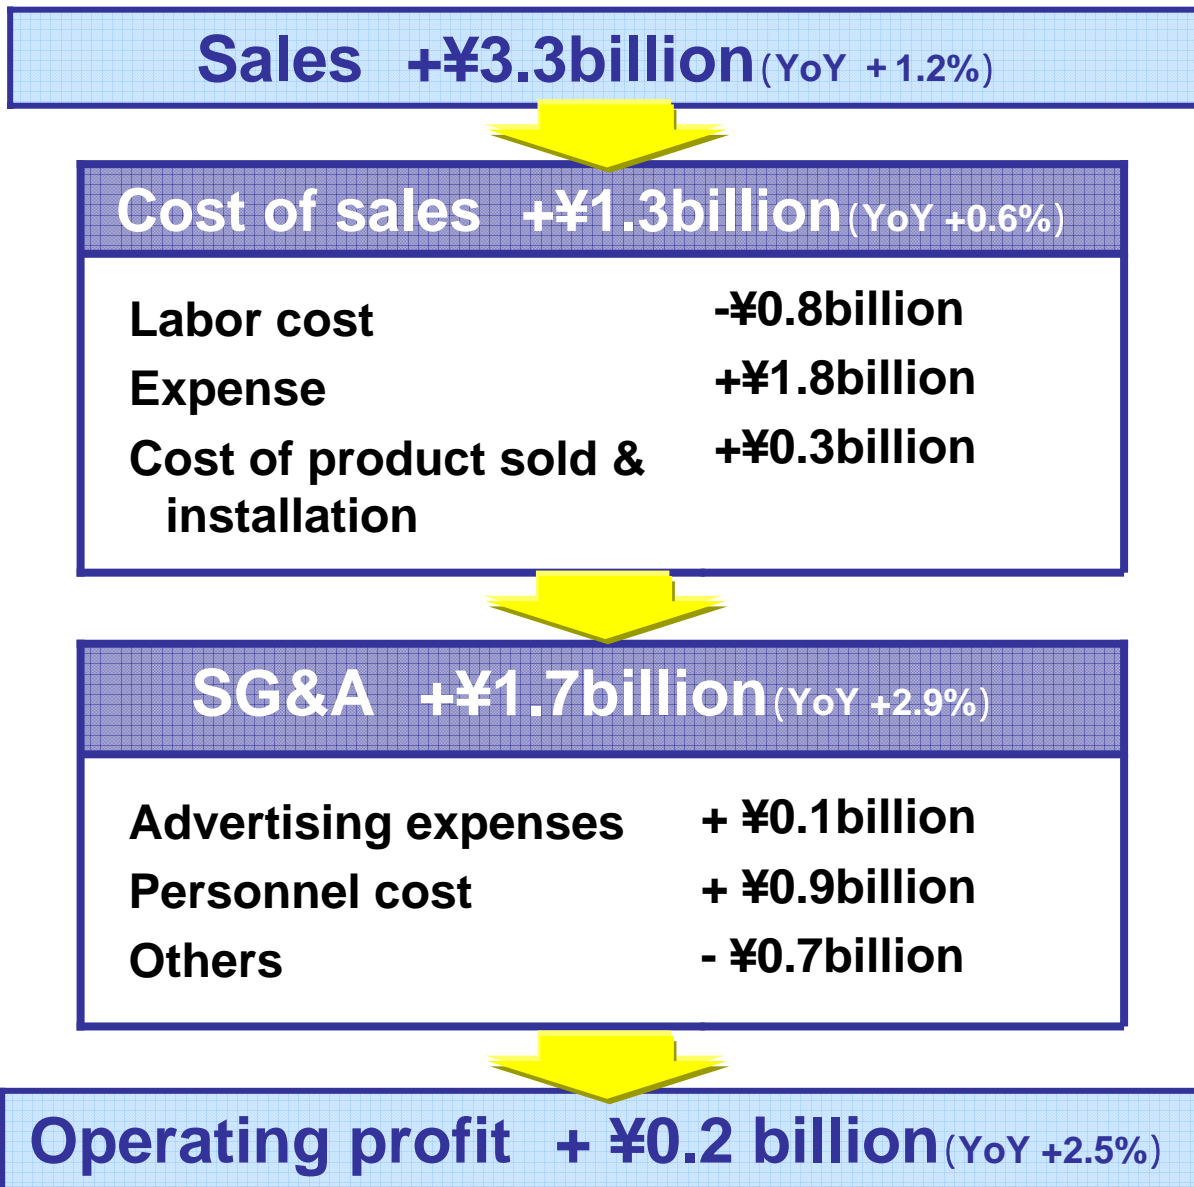 Sales +¥3.3billion (YoY + 1.2%)
Cost of sales +¥1.3billion (YoY +0.6%)
Labor cost -¥0.8billion
Expense +¥1.8billion
Cost of product sold & +¥0.3billion
installation
SG&A +¥1.7billion (YoY +2.9%)
Advertising expenses + ¥0.1billion
Personnel cost + ¥0.9billion
Others - ¥0.7billion
Operating profit + ¥0.2 billion (YoY +2.5%)